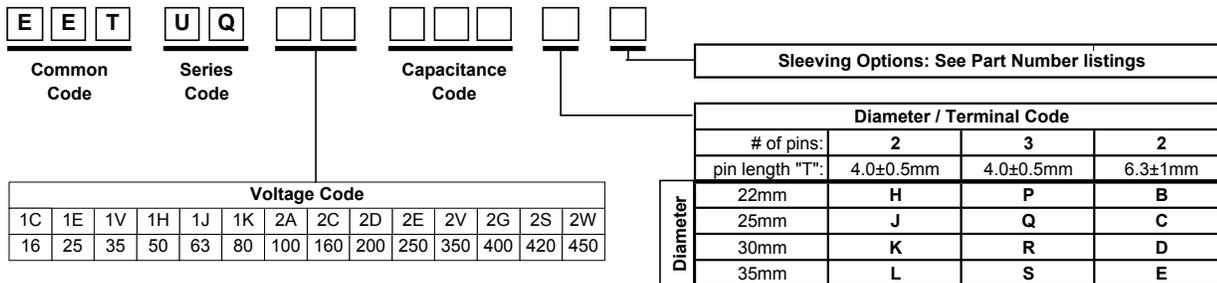 E E T U Q
Common Code
Series Code
Capacitance Code
Sleeving Options: See Part Number listings
Diameter / Terminal Code
# of pins: 2 3 2
pin length "T": 4.0±0.5mm 4.0±0.5mm 6.3±1mm
Diameter
22mm H P B
25mm J Q C
30mm K R D
35mm L S E
Voltage Code
1C 1E 1V 1H 1J 1K 2A 2C 2D 2E 2V 2G 2S 2W
16 25 35 50 63 80 100 160 200 250 350 400 420 450